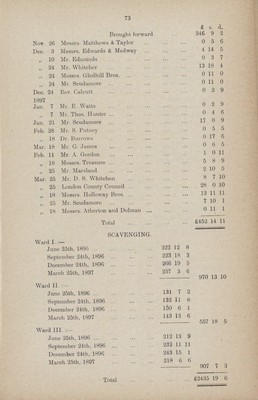 73
£ s. d.
Brought forward 346 9 2
Nov. 26 Messrs. Matthews & Taylor ... 0 5 6
Dec. 3 Messrs. Edwards & Medway ... 4 14 5
„ 10 Mr. Edmunds ... 0 3 7
„ 24 Mr. Whitcher ... 13 18 4
„ 24 Messrs. Gledhill Bros. ... 0 11 0
„ 24 Mr. Scudamore ... 0 11 0
Dec. 24 Rev. Calcutt ... 0 2 9
1897
Jan. 7 Mr. E. Watts ... 0 2 9
„ 7 Mr. Thos. Hunter ... 0 4 6
Jan. 21 Mr. Scudamore ... 17 0 9
Feb. 28 Mr. S. Putney ... 0 5 5
„ 18 Dr. Burrows ... 0 17 6
Mar. 18 Mr. G. James ... 0 6 5
Feb. 11 Mr. A. Gordon ... 1 0 11
„ 18 Messrs. Treasure ... 5 8 9
„ 25 Mr. Marsland ... 2 10 5
Mar. 25 Mr. D. S. Whitchen ... 8 7 10
„ 25 London County Council ... 28 0 10
„ 18 Messrs. Holloway Bros. ... 13 11 11
„ 25 Mr. Scudamore ... 7 10 1
„ 18 Messrs. Atherton and Dolman ... 0 11 1
Total £452 14 11
SCAVENGING.
Ward I. :—
June 25th, 1896 ... 222 12 8
September 24th, 1896 ... 223 18 3
December 24th, 1896 ... 266 19 5
March 25th, 1897 ... 257 3 6
970 13 10
Ward II. :—
June 25th, 1896 ... 131 7 2
September 24th, 1896 ... 132 11 6
December 24th, 1896 ... 150 6 1
March 25th, 1897 ... 143 13 6
557 18 5
Ward III. :—
June 25th, 1896 ... 212 13 9
September 24th, 1896 ... 232 11 11
December 24th, 1896 ... 243 15 1
March 25th, 1897 ... 218 6 6
907 7 3
Total £2435 19 6